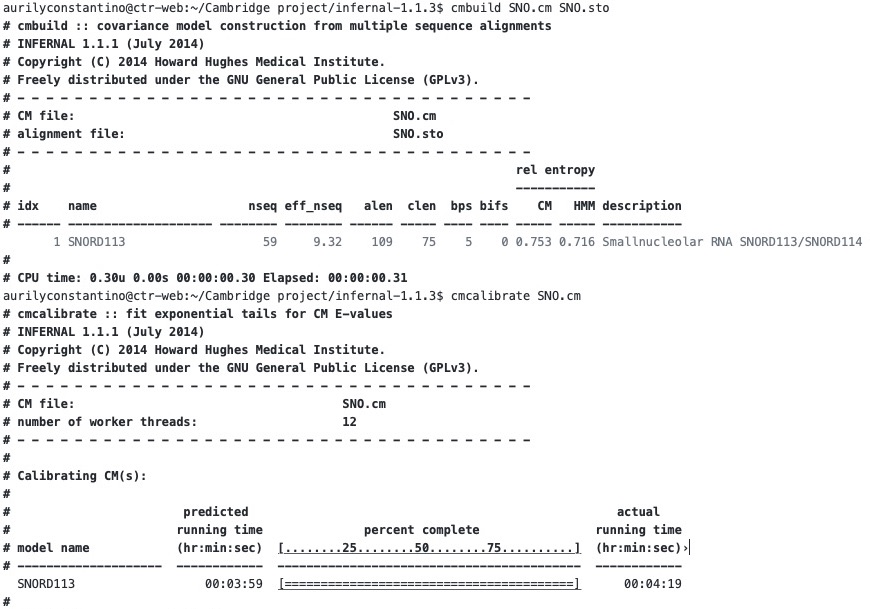 aurilyconstantino@ctr-web:~/Cambridge project/infernal-1.1.3$ cmbuild SNO.cm SNO.sto
# cmbuild :: covariance model construction from multiple sequence alignments
# INFERNAL 1.1.1 (July 2014)
# Copyright (C) 2014 Howard Hughes Medical Institute.
# Freely distributed under the GNU General Public License (GPLv3).
# - - - - - - - - - - - - - - - - - - - - - - - - - - - - - - - - - - - -
# CM file: SNO.cm
# alignment file: SNO.sto
# - - - - - - - - - - - - - - - - - - - - - - - - - - - - - - - - - - - -
# rel entropy
# -----------
# idx name nseq eff_nseq alen clen bps bifs CM HMM description
# ------ -------------------- -------- -------- ------ ----- ---- ---- ----- ----- -----------
1 SNORD113 59 9.32 109 75 5 0 0.753 0.716 Smallnucleolar RNA SNORD113/SNORD114
#
# CPU time: 0.30u 0.00s 00:00:00.30 Elapsed: 00:00:00.31
aurilyconstantino@ctr-web:~/Cambridge project/infernal-1.1.3$ cmcalibrate SNO.cm
# cmcalibrate :: fit exponential tails for CM E-values
# INFERNAL 1.1.1 (July 2014)
# Copyright (C) 2014 Howard Hughes Medical Institute.
# Freely distributed under the GNU General Public License (GPLv3).
# - - - - - - - - - - - - - - - - - - - - - - - - - - - - - - - - - - - -
# CM file: SNO.cm
# number of worker threads: 12
# - - - - - - - - - - - - - - - - - - - - - - - - - - - - - - - - - - - -
#
# Calibrating CM(s):
#
# predicted actual
# running time percent complete running time
# model name (hr:min:sec) [........25........50........75..........] (hr:min:sec)›
# -------------------- ------------ ------------------------------------------ ------------
SNORD113 00:03:59 [========================================] 00:04:19
#